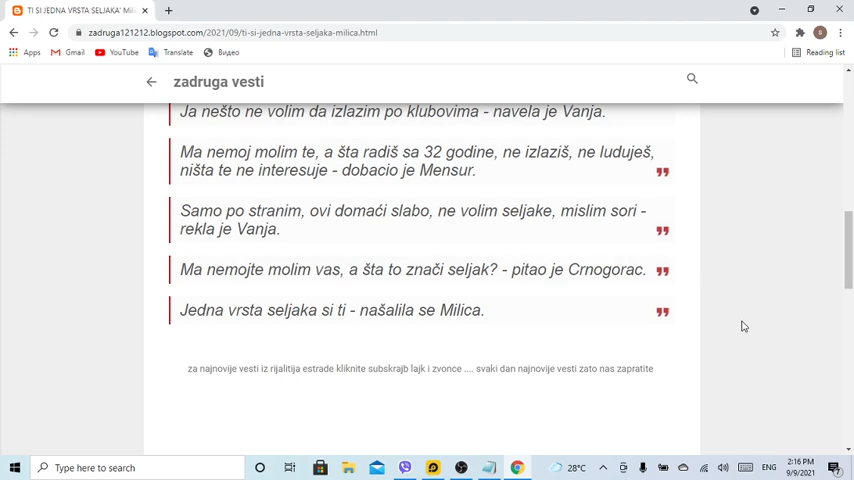 TI SI JEDNA VRSTA SELJAKA' Mili
zadruga121212.blogspot.com/2021/09/ti-si-jedna-vrsta-seljaka-milica.html
S
Apps
Gmail
YouTube
Translate
Видео
Reading list
zadruga vesti
Ja nešto ne volim da izlazim po klubovima - navela je Vanja.
Ma nemoj molim te, a šta radiš sa 32 godine, ne izlaziš, ne luduješ,
ništa te ne interesuje - dobacio je Mensur.
Samo po stranim, ovi domaći slabo, ne volim seljake, mislim sori -
rekla je Vanja.
Ma nemojte molim vas, a šta to znači seljak? - pitao je Crnogorac.
Jedna vrsta seljaka si ti - našalila se Milica.
za najnovije vesti iz rijalitija estrade kliknite subskrajb lajk i zvonce .... svaki dan najnovije vesti zato nas zapratite
Type here to search
28°C
ENG
2:16 PM
9/9/2021